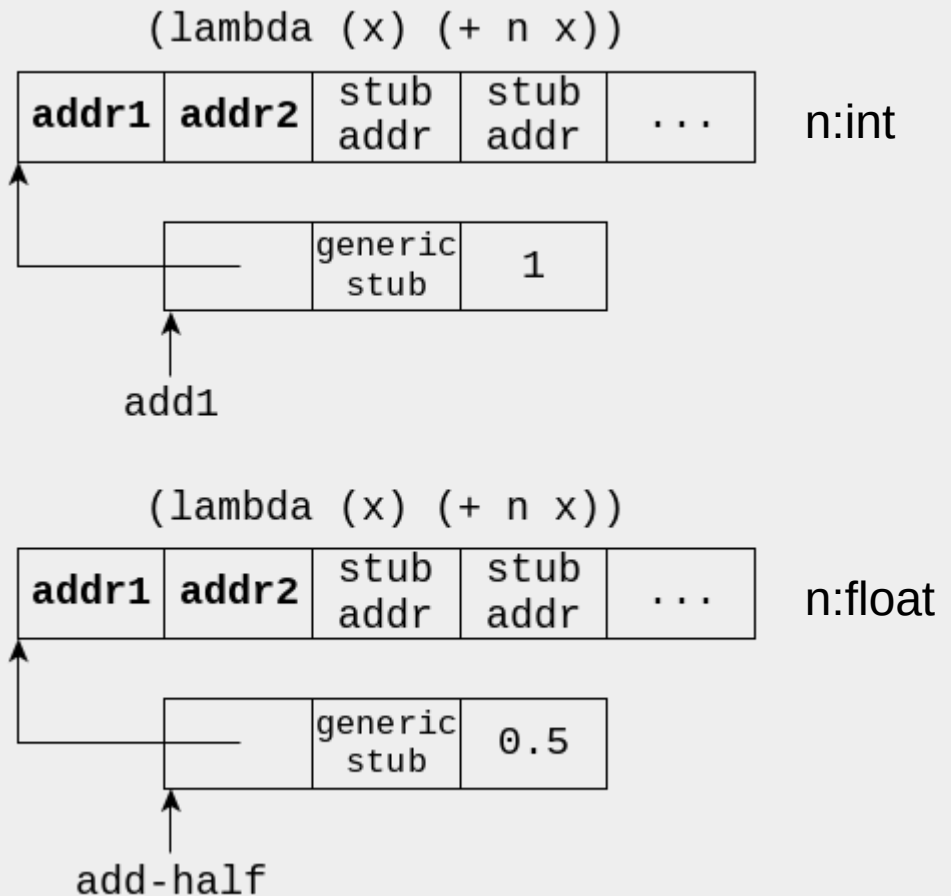 (lambda (x) (+ n x))
addr1 addr2 stub addr stub addr ... n:int
generic stub 1
add1
(lambda (x) (+ n x))
addr1 addr2 stub addr stub addr ... n:float
generic stub 0.5
add-half